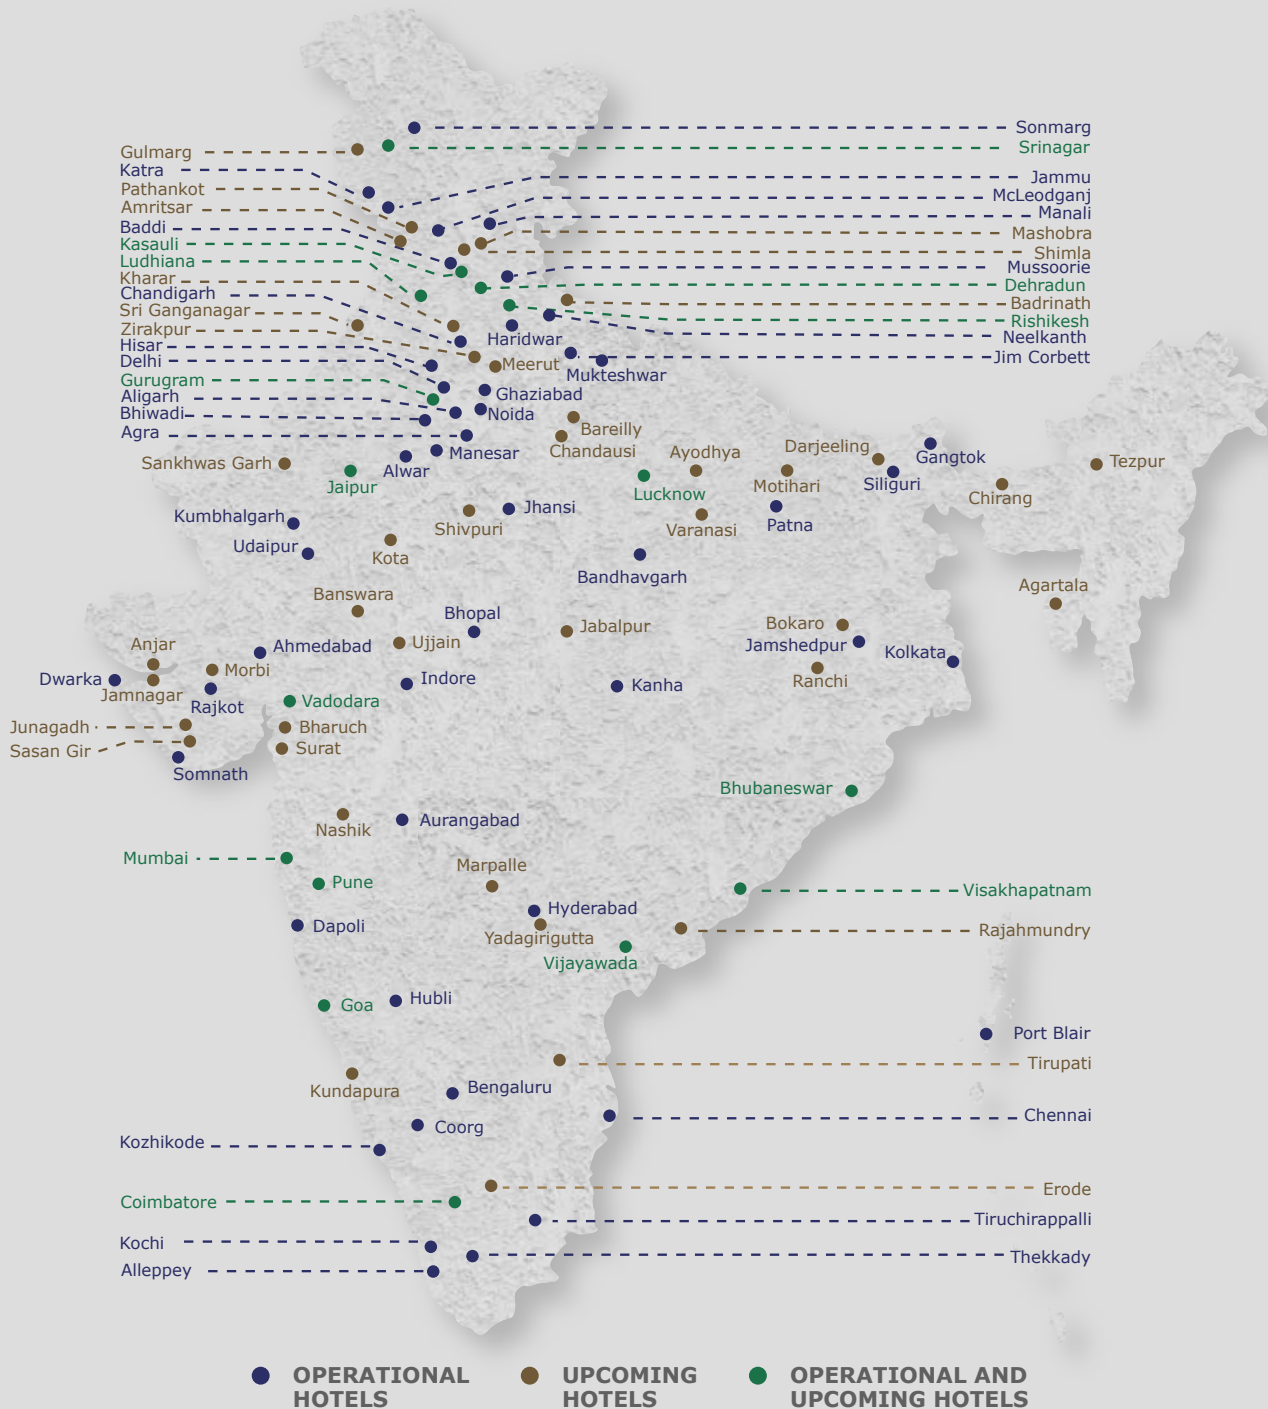 Sonmarg
Srinagar
Gulmarg
Katra
Jammu
Pathankot
McLeodganj
Amritsar
Manali
Baddi
Mashobra
Kasauli
Shimla
Ludhiana
Mussoorie
Kharar
Dehradun
Chandigarh
Badrinath
Sri Ganganagar
Rishikesh
Zirakpur
Haridwar
Neelkanth
Hisar
Delhi
Meerut
Jim Corbett
Mukteshwar
Gurugram
Aligarh
Ghaziabad
Bhiwadi
Noida
Agra
Bareilly
Manesar
Chandausi
Sankhwas Garh
Alwar
Ayodhya
Darjeeling
Gangtok
Tezpur
Jaipur
Lucknow
Motihari
Siliguri
Chirang
Kumbhalgarh
Jhansi
Shivpuri
Varanasi
Patna
Udaipur
Kota
Bandhavgarh
Agartala
Banswara
Bhopal
Jabalpur
Bokaro
Anjar
Ahmedabad
Ujjain
Jamshedpur
Kolkata
Morbi
Dwarka
Jamnagar
Indore
Kanha
Ranchi
Rajkot
Vadodara
Junagadh
Bharuch
Sasan Gir
Surat
Somnath
Bhubaneswar
Nashik
Aurangabad
Mumbai
Marpalle
Pune
Visakhapatnam
Dapoli
Hyderabad
Yadagirigutta
Rajahmundry
Vijayawada
Goa
Hubli
Port Blair
Tirupati
Kundapura
Bengaluru
Chennai
Coorg
Kozhikode
Erode
Coimbatore
Tiruchirappalli
Kochi
Thekkady
Alleppey
OPERATIONAL
HOTELS
UPCOMING
HOTELS
OPERATIONAL AND
UPCOMING HOTELS